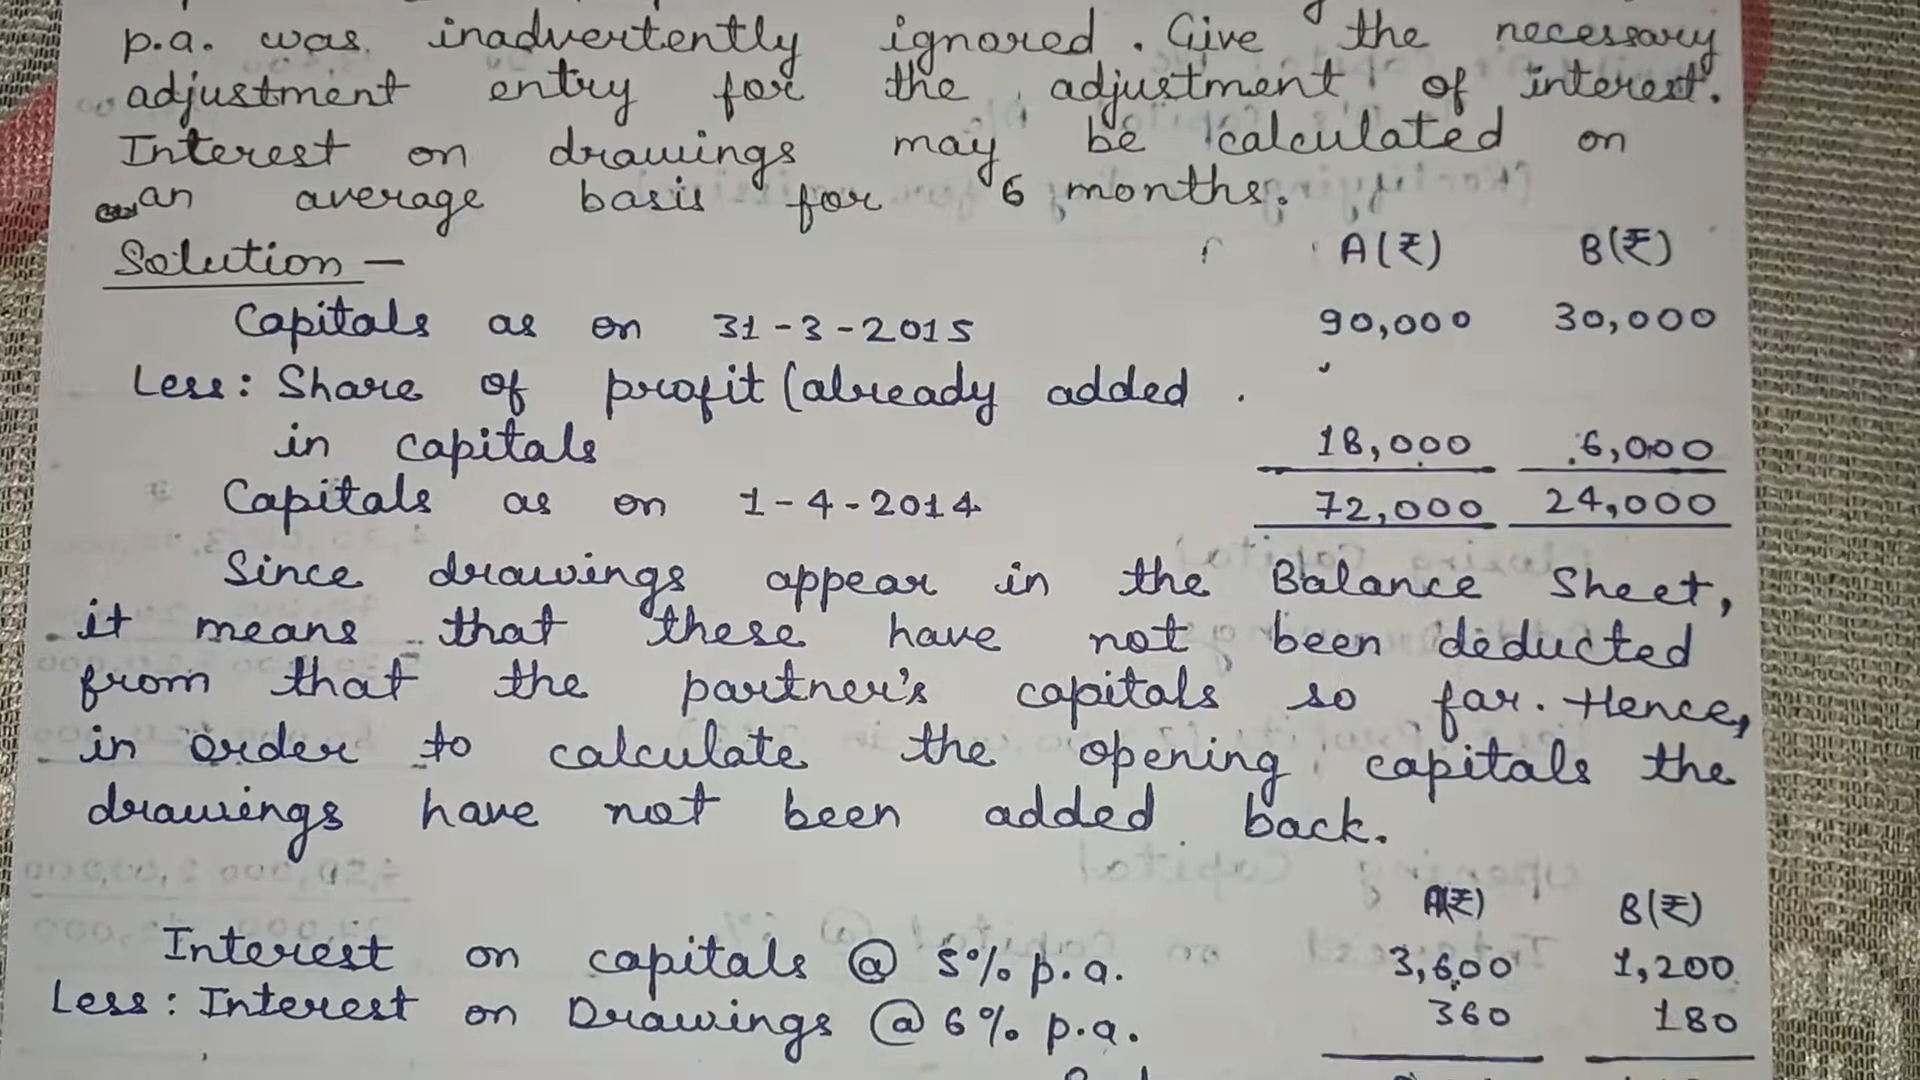 p.a. was inadvertently ignored. Give the necessary
adjustment entry for the adjustment of interest.
Interest on drawings may be calculated on
an average basis for 6 months.
Solution - A(₹) B(₹)
Capitals as on 31-3-2015 90,000 30,000
Less: Share of profit (already added
in capitals 18,000 6,000
Capitals as on 1-4-2014 72,000 24,000
Since drawings appear in the Balance Sheet,
it means that these have not been deducted
from that the partner's capitals so far. Hence,
in order to calculate the opening capitals the
drawings have not been added back.
A(₹) B(₹)
Interest on capitals @ 5% p.a. 3,600 1,200
Less: Interest on Drawings @ 6% p.a. 360 180